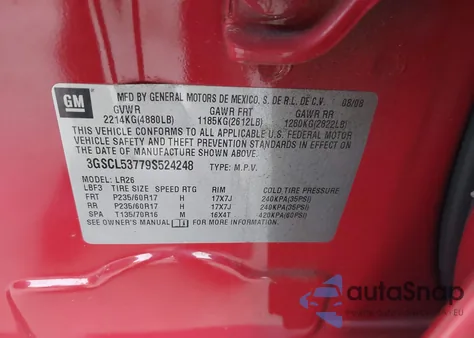 GM
MFD BY GENERAL MOTORS DE MEXICO, S. DE R.L. DE C.V. 08/08
GVWR GAWR FRT GAWR RR
2214KG(4880LB) 1185KG(2612LB) 1280KG(2822LB)
THIS VEHICLE CONFORMS TO ALL APPLICABLE U.S. FEDERAL MOTOR
VEHICLE SAFETY AND THEFT PREVENTION STANDARDS IN EFFECT
ON THE DATE OF MANUFACTURE SHOWN ABOVE.
3GSCL53779S524248 TYPE: M.P.V.
MODEL: LR26
LBF3 TIRE SIZE SPEED RTG RIM COLD TIRE PRESSURE
FRT P235/60R17 H 17X7J 240KPA(35PSI)
RR P235/60R17 H 17X7J 240KPA(35PSI)
SPA T135/70R16 M 16X4T 420KPA(60PSI)
SEE OWNER'S MANUAL FOR MORE INFORMATION.
autoSnap